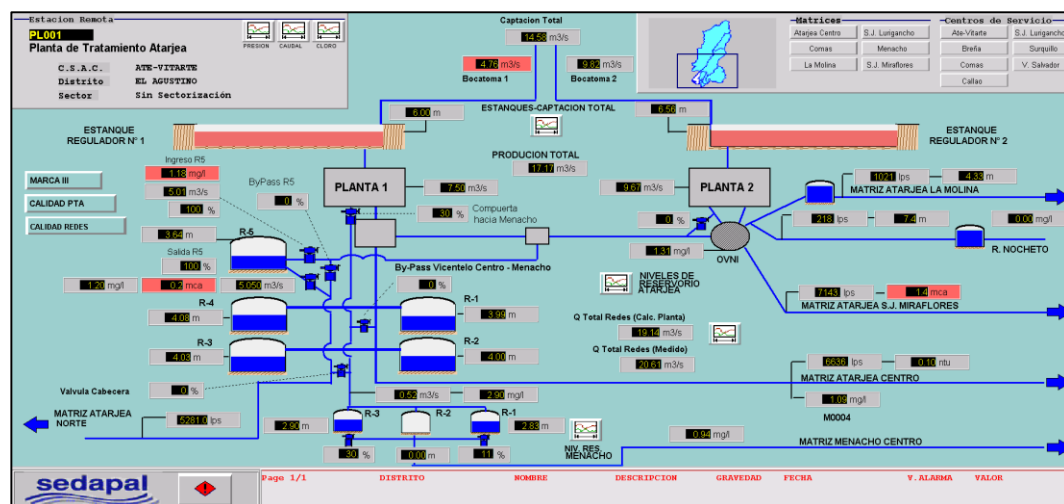 Estacion Remota
PL001
Planta de Tratamiento Atarjea
PRESION CAUDAL CLORO
C.S.A.C. ATE-VITARTE
Distrito EL AGUSTINO
Sector Sin Sectorización
Captacion Total
14.58 m3/s
4.76 m3/s 9.82 m3/s
Bocatoma 1 Bocatoma 2
Matrices
Atarjea Centro S.J. Lurigancho
Comas Menacho
La Molina S.J. Miraflores
Centros de Servicio
Ate-Vitarte S.J. Lurigancho
Breña Surquillo
Comas V. Salvador
Callao
6.00 m
ESTANQUES-CAPTACION TOTAL
6.56 m
ESTANQUE REGULADOR N° 1
ESTANQUE REGULADOR N° 2
PRODUCION TOTAL
17.17 m3/s
Ingreso R5
1.18 mg/l
5.01 m3/s
100 %
ByPass R5
0 %
PLANTA 1
7.50 m3/s
9.67 m3/s
PLANTA 2
30 %
Compuerta hacia Menacho
0 %
1.31 mg/l
OVNI
1021 lps 4.33 m
MATRIZ ATARJEA LA MOLINA
218 lps 7.4 m 0.00 mg/l
R. NOCHETO
MARCA III
CALIDAD PTA
CALIDAD REDES
3.64 m
R-5
Salida R5
100 %
1.20 mg/l 0.2 mca 5.050 m3/s
By-Pass Vicentelo Centro - Menacho
0 %
NIVELES DE RESERVORIO ATARJEA
7143 lps 1.4 mca
MATRIZ ATARJEA S.J. MIRAFLORES
R-4
4.08 m
R-1
3.99 m
R-3
4.03 m
R-2
4.00 m
Q Total Redes (Calc. Planta)
19.14 m3/s
Q Total Redes (Medido)
20.61 m3/s
6636 lps 0.10 ntu
MATRIZ ATARJEA CENTRO
1.09 mg/l
M0004
Valvula Cabecera
0 %
0.52 m3/s 2.90 mg/l
MATRIZ ATARJEA NORTE
5281.0 lps
R-3 R-2 R-1
2.90 m
2.83 m
30 % 0.00 m 11 %
NIV. RES. MENACHO
0.94 mg/l
MATRIZ MENACHO CENTRO
sedapal
Page 1/1 DISTRITO NOMBRE DESCRIPCION GRAVEDAD FECHA V.ALARMA VALOR